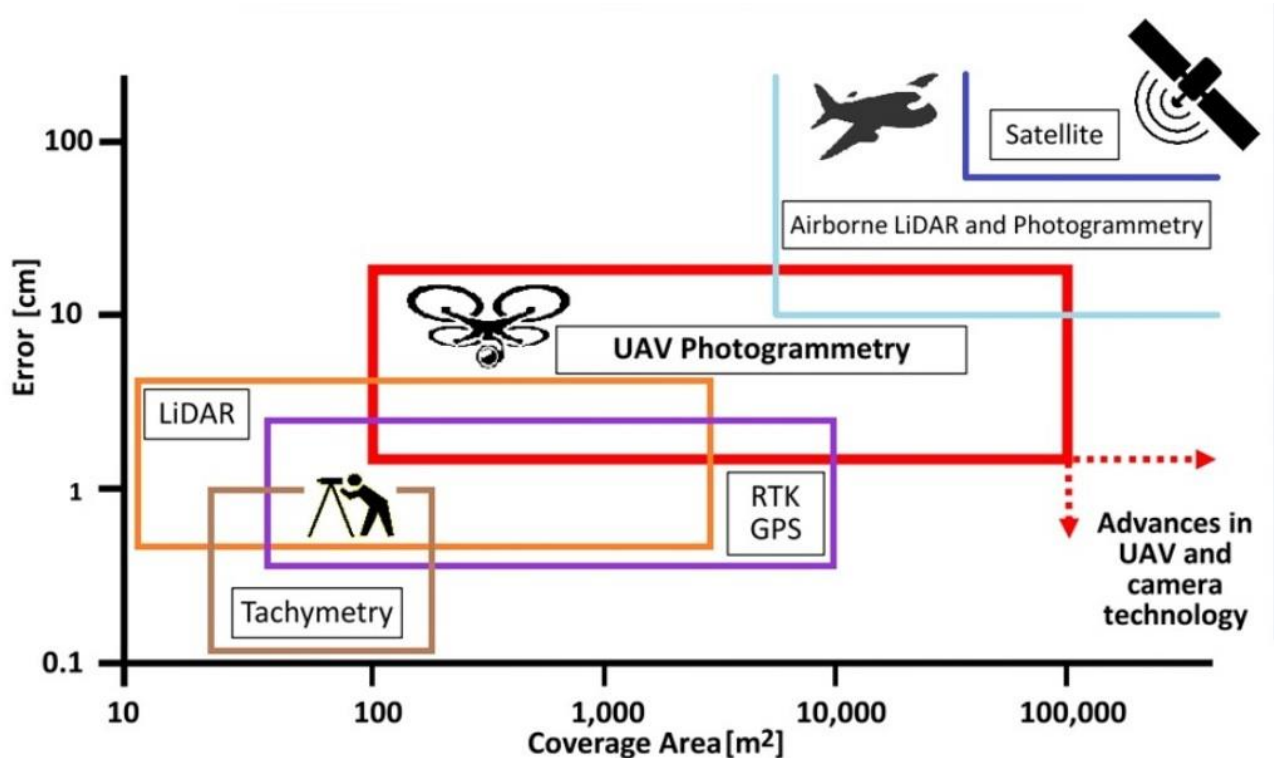 Satellite
100
Airborne LiDAR and Photogrammetry
Error [cm]
10
UAV Photogrammetry
LiDAR
1
RTK
GPS
Advances in
UAV and
camera
technology
Tachymetry
0.1
10
100
1,000
10,000
100,000
Coverage Area[m²]